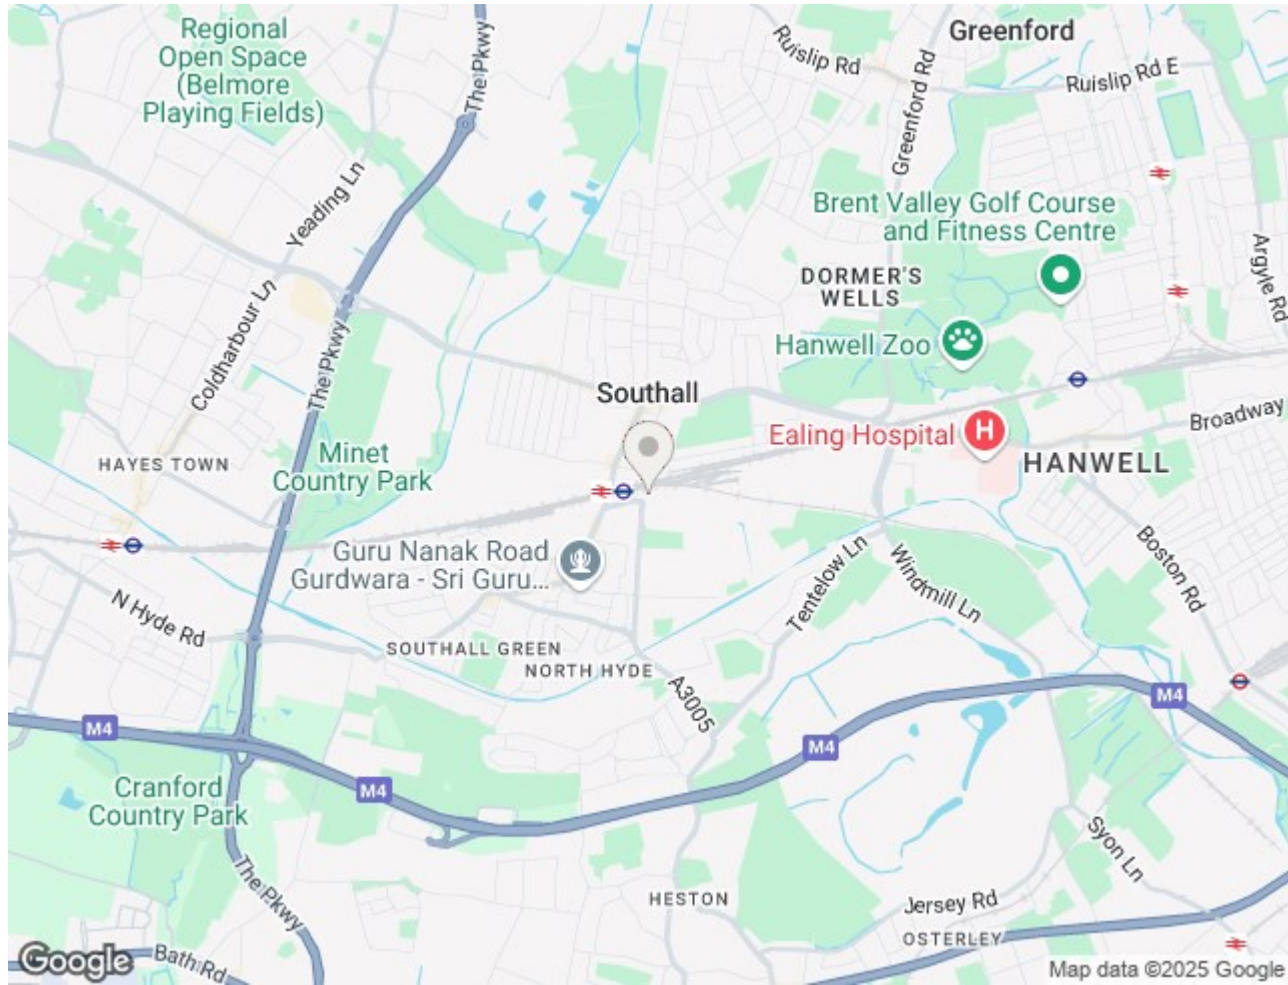 Regional
Open Space
(Belmore
Playing Fields)
The Pkwy
Ruislip Rd
Greenford
Ruislip Rd E
Greenford Rd
Yeading Ln
Brent Valley Golf Course
and Fitness Centre
Argyle Rd
DORMER'S
WELLS
Coldharbour Ln
The Pkwy
Hanwell Zoo
Southall
Broadway
Ealing Hospital
H
HANWELL
Minet
Country Park
HAYES TOWN
Guru Nanak Road
Gurdwara - Sri Guru...
Tentelow Ln
Windmill Ln
Boston Rd
N Hyde Rd
SOUTHALL GREEN
NORTH HYDE
A3005
M4
M4
M4
M4
Cranford
Country Park
Syon Ln
The Pkwy
HESTON
Jersey Rd
OSTERLEY
Bath Rd
Google
Map data ©2025 Google